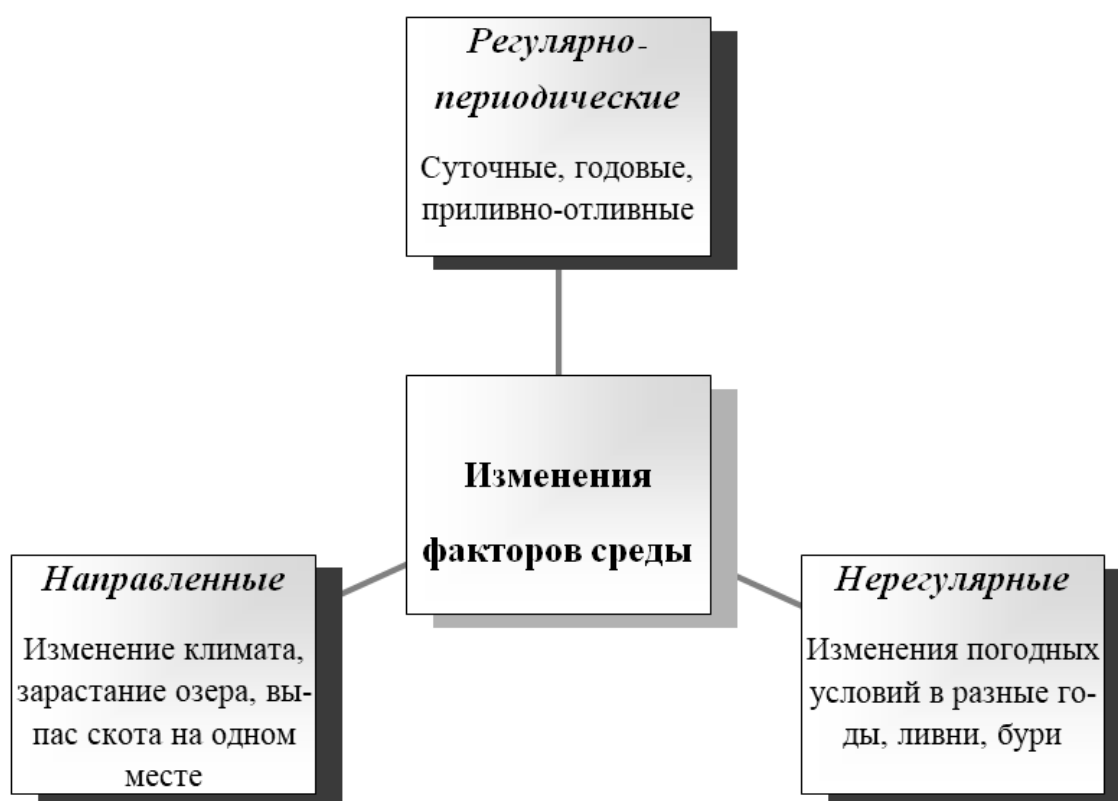 Регулярно-
периодические
Суточные, годовые,
приливно-отливные
Изменения
факторов среды
Направленные
Изменение климата,
зарастание озера, вы-
пас скота на одном
месте
Нерегулярные
Изменения погодных
условий в разные го-
ды, ливни, бури